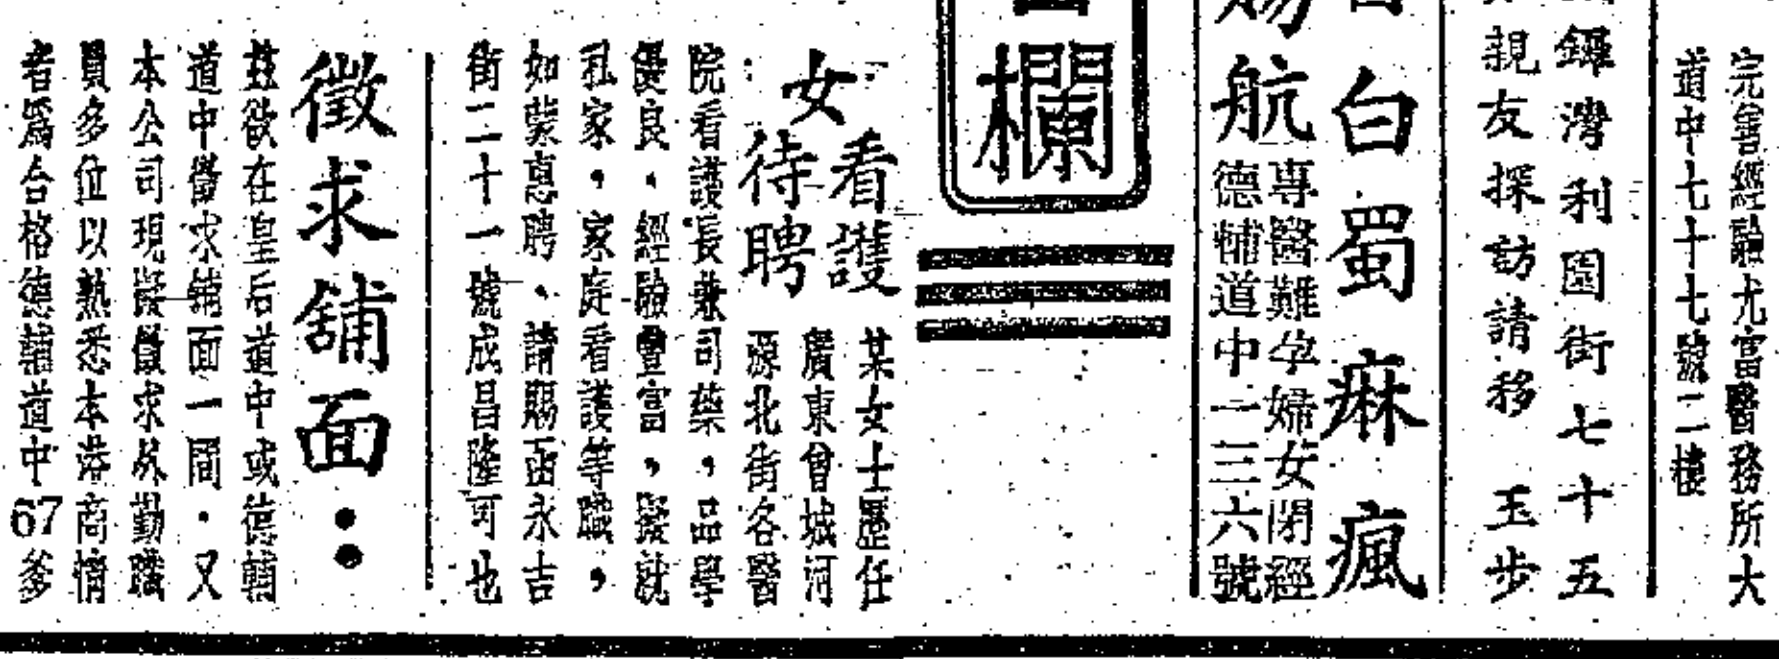 完善經驗尤富醫務所大
道中七十七號二樓
鑼灣利園街七十五
親友探訪請移 玉步
白蜀麻瘋
航
專醫難孕婦女閉經
德輔道中一三六號
欄
女看護待聘
某女士歷任
廣東曾城河
源北街各醫
院看護長兼司藥，品學
優良，經驗豐富，擬就
私家，家庭看護等職，
如蒙惠聘、請賜函永吉
街二十一號成昌隆可也
徵求舖面：
茲欲在皇后道中或德輔
道中徵求舖面一間．又
本公司現擬徵求外勤職
員多位以熟悉本港商情
者爲合格德輔道中67爹